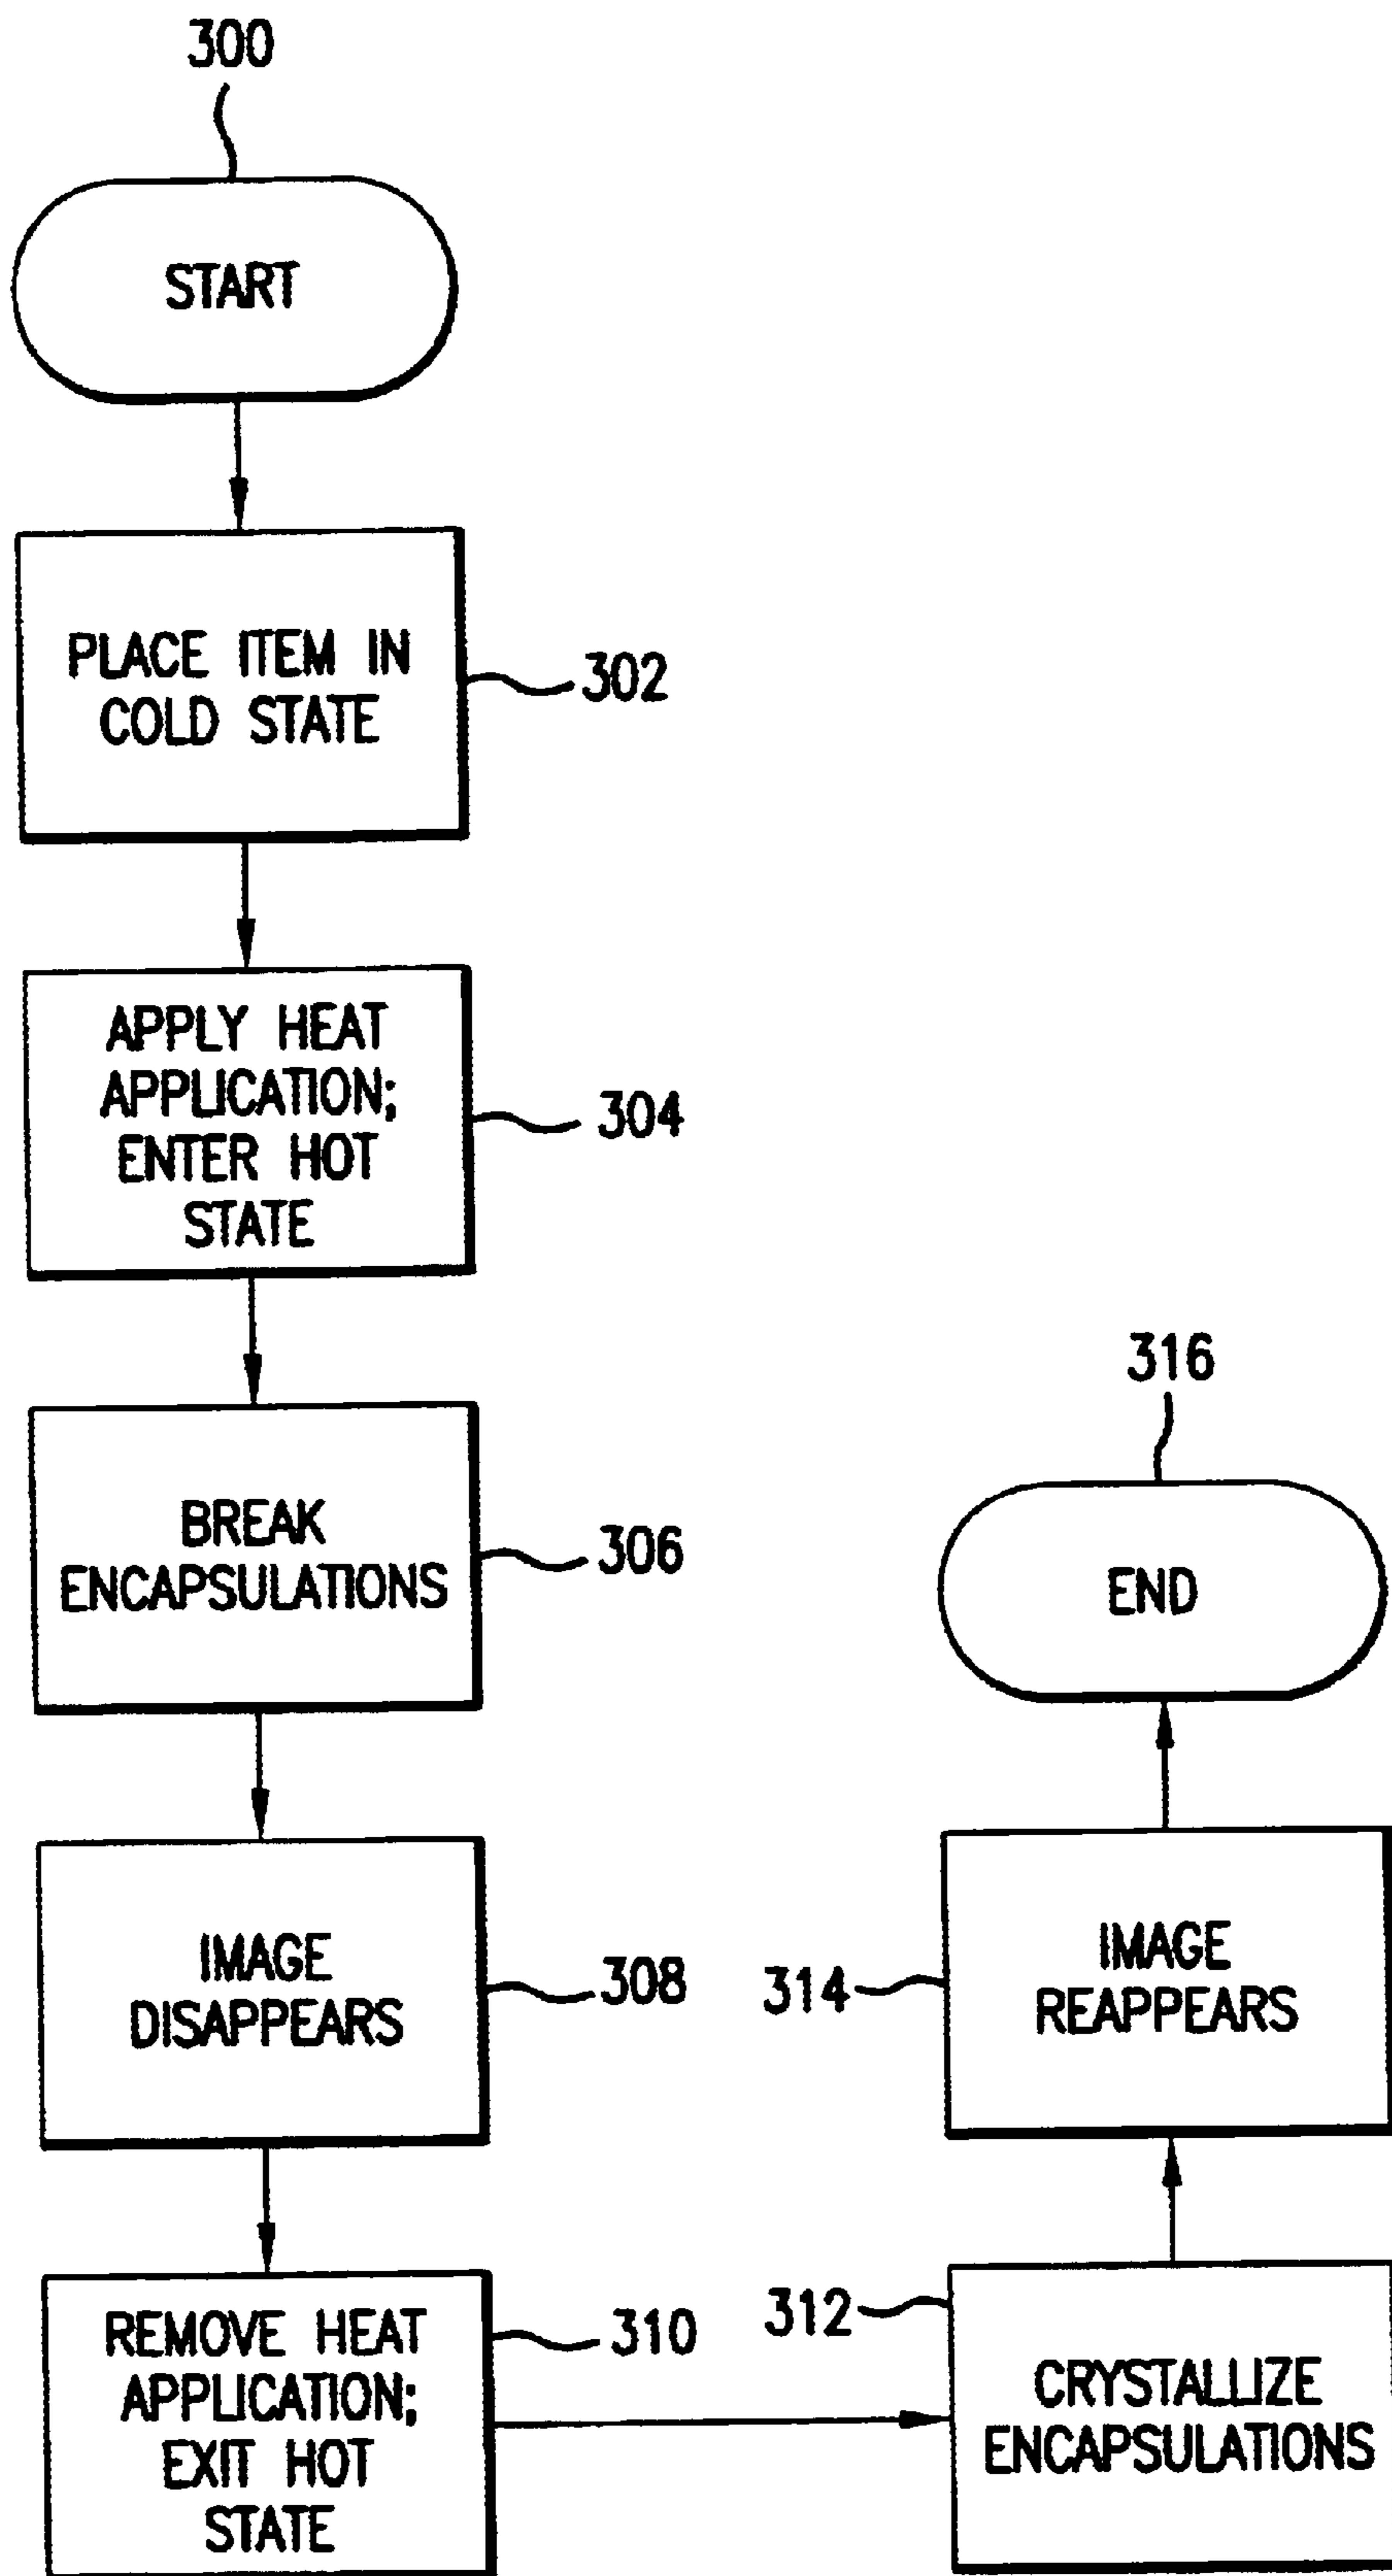 300
START
PLACE ITEM IN
COLD STATE
302
APPLY HEAT
APPLICATION;
ENTER HOT
STATE
304
BREAK
ENCAPSULATIONS
306
IMAGE
DISAPPEARS
308
REMOVE HEAT
APPLICATION;
EXIT HOT
STATE
310
312
CRYSTALLIZE
ENCAPSULATIONS
314
IMAGE
REAPPEARS
316
END